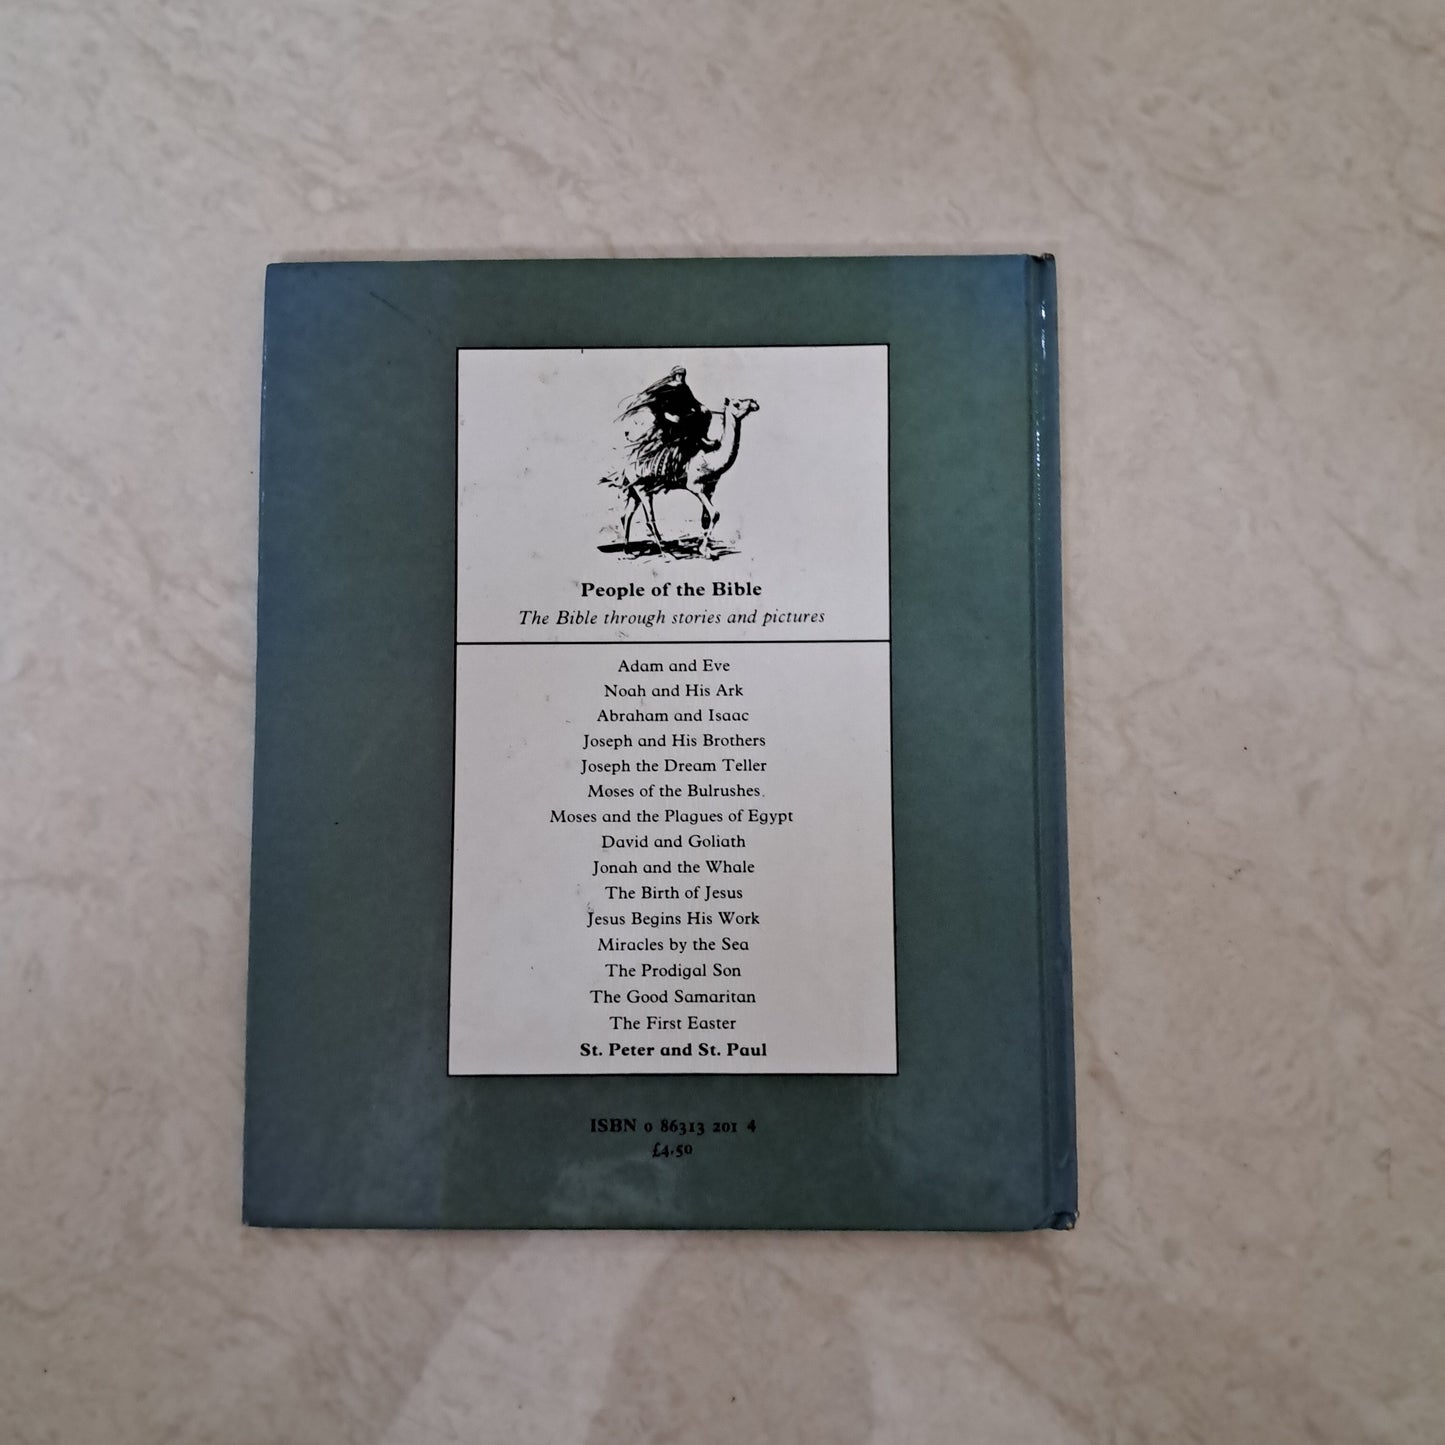 People of the Bible
The Bible through stories and pictures
Adam and Eve
Noah and His Ark
Abraham and Isaac
Joseph and His Brothers
Joseph the Dream Teller
Moses of the Bulrushes
Moses and the Plagues of Egypt
David and Goliath
Jonah and the Whale
The Birth of Jesus
Jesus Begins His Work
Miracles by the Sea
The Prodigal Son
The Good Samaritan
The First Easter
St. Peter and St. Paul
ISBN 0 86313 201 4
£4.50